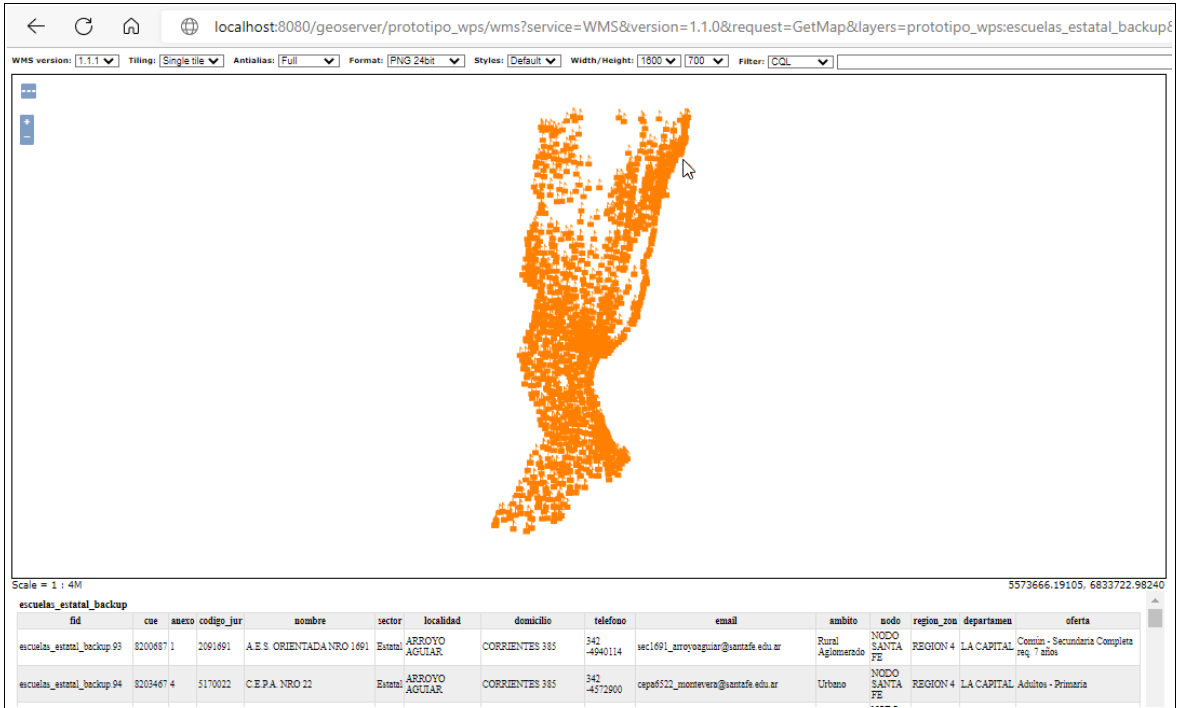 localhost:8080/geoserver/prototipo_wps/wms?service=WMS&version=1.1.0&request=GetMap&layers=prototipo_wps:escuelas_estatal_backup&
WMS version: 1.1.1 Tiling: Single tile Antialias: Full Format: PNG 24bit Styles: Default Width/Height: 1600 700 Filter: CQL
+
−
Scale = 1 : 4M 5573666.19105, 6833722.98240
escuelas_estatal_backup
fid cue anexo codigo_jur nombre sector localidad domicilio telefono email ambito nodo region_zon departamen oferta
escuelas_estatal_backup.93 8200687 1 2091691 A.E.S. ORIENTADA NRO 1691 Estatal ARROYO AGUIAR CORRIENTES 385 342 -4940114 sec1691_arroyoaguiar@santafe.edu.ar Rural Aglomerado NODO SANTA FE REGION 4 LA CAPITAL Común - Secundaria Completa req. 7 años
escuelas_estatal_backup.94 8203467 4 5170022 C.E.P.A. NRO 22 Estatal ARROYO AGUIAR CORRIENTES 385 342 -4572900 cepa6522_montevera@santafe.edu.ar Urbano NODO SANTA FE REGION 4 LA CAPITAL Adultos - Primaria